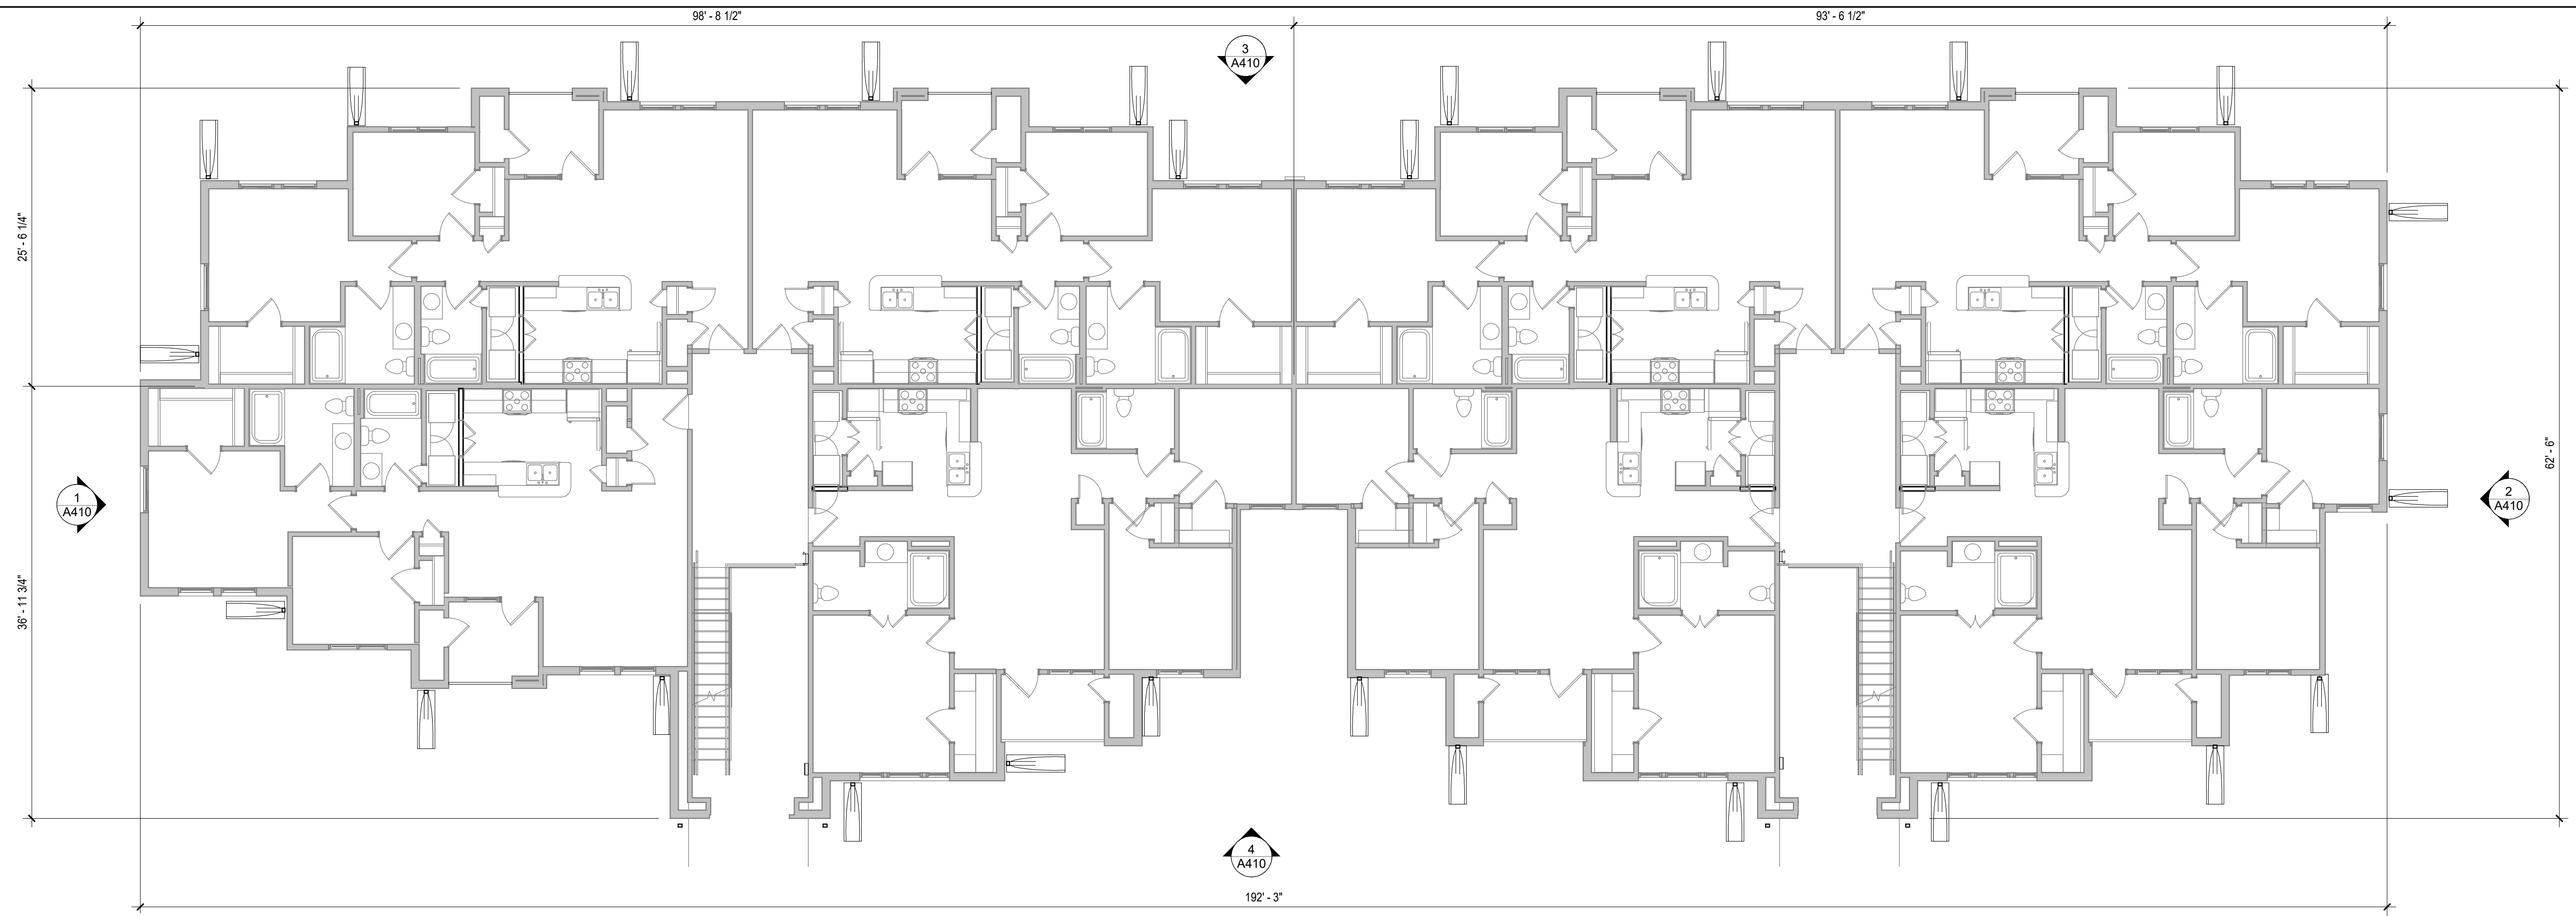 98' - 8 1/2"
93' - 6 1/2"
3
A410
25' - 6 1/4"
1
A410
2
A410
62' - 6"
36' - 11 3/4"
4
A410
192' - 3"